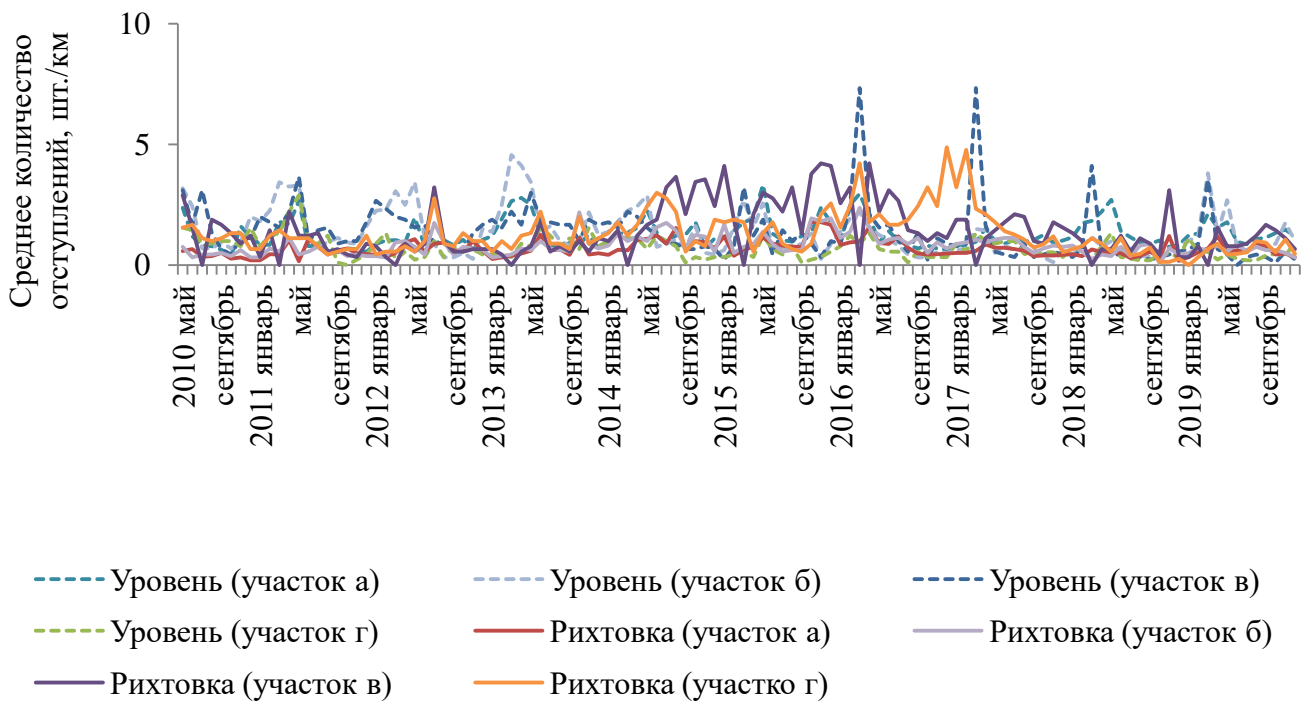 Среднее количество
отступлений, шт./км
10
5
0
2010 май
сентябрь
2011 январь
май
сентябрь
2012 январь
май
сентябрь
2013 январь
май
сентябрь
2014 январь
май
сентябрь
2015 январь
май
сентябрь
2016 январь
май
сентябрь
2017 январь
май
сентябрь
2018 январь
май
сентябрь
2019 январь
май
сентябрь
Уровень (участок а)
Уровень (участок б)
Уровень (участок в)
Уровень (участок г)
Рихтовка (участок а)
Рихтовка (участок б)
Рихтовка (участок в)
Рихтовка (участко г)